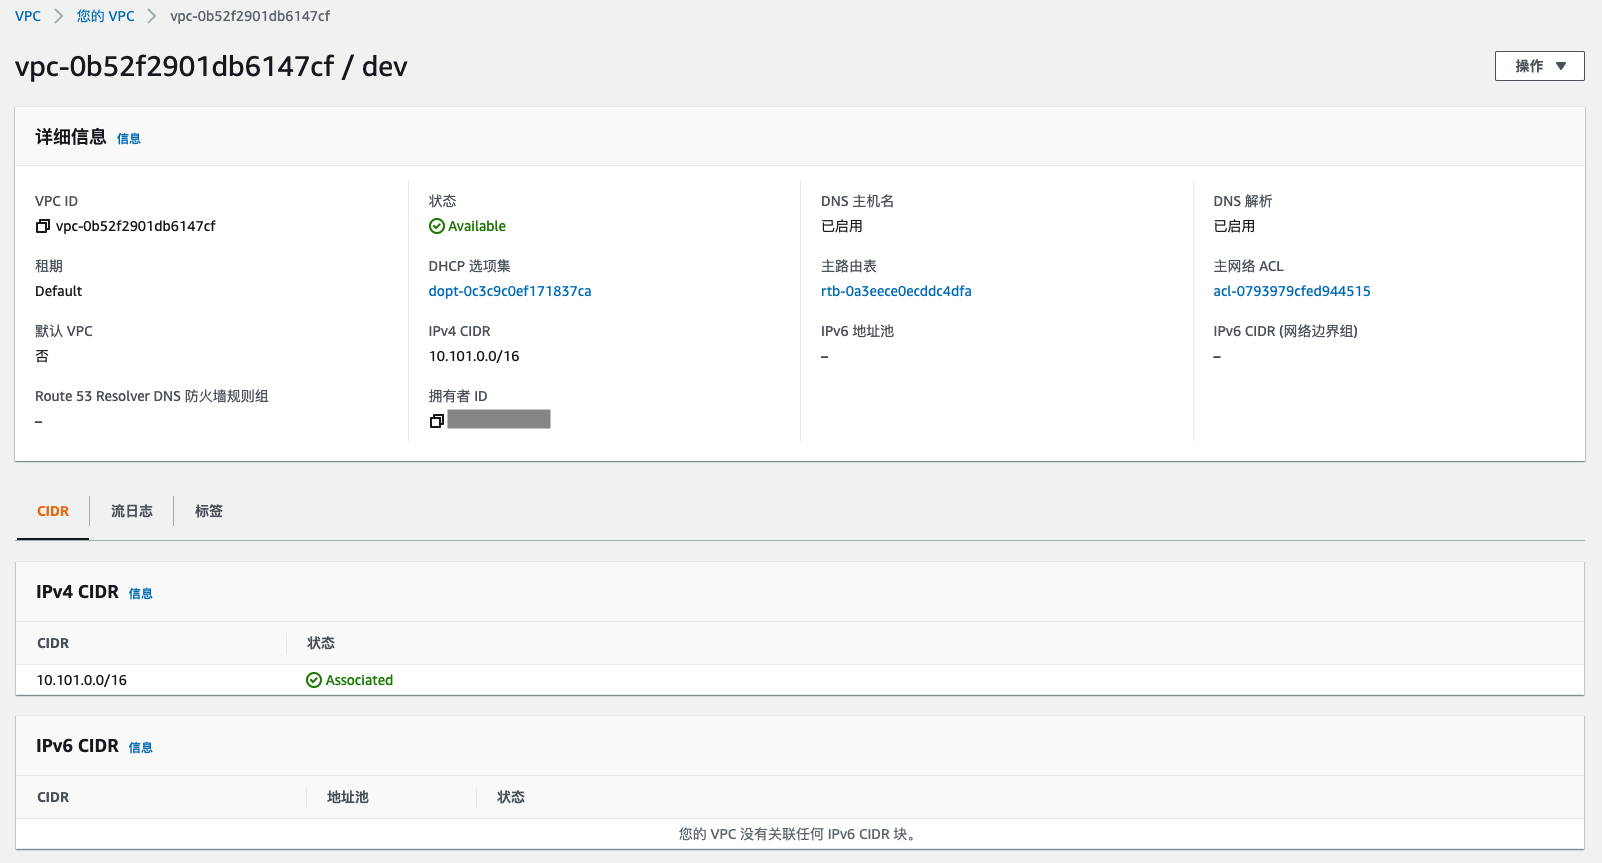 VPC > 您的 VPC > vpc-0b52f2901db6147cf
vpc-0b52f2901db6147cf / dev
操作 ▼
详细信息 信息
VPC ID
vpc-0b52f2901db6147cf
状态
Available
DNS 主机名
已启用
DNS 解析
已启用
租期
Default
DHCP 选项集
dopt-0c3c9c0ef171837ca
主路由表
rtb-0a3eece0ecddc4dfa
主网络 ACL
acl-0793979cfed944515
默认 VPC
否
IPv4 CIDR
10.101.0.0/16
IPv6 地址池
–
IPv6 CIDR (网络边界组)
–
Route 53 Resolver DNS 防火墙规则组
–
拥有者 ID
CIDR 流日志 标签
IPv4 CIDR 信息
CIDR 状态
10.101.0.0/16 Associated
IPv6 CIDR 信息
CIDR 地址池 状态
您的 VPC 没有关联任何 IPv6 CIDR 块。